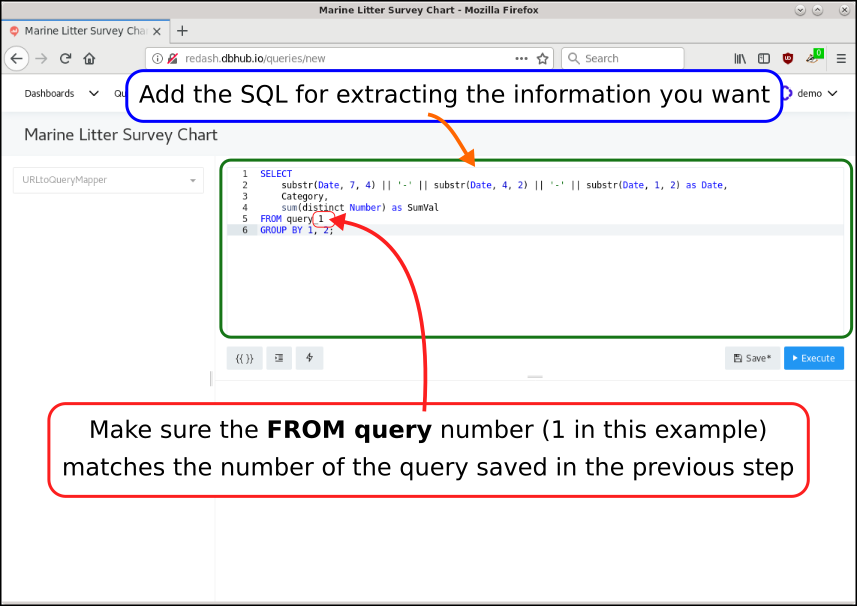 Marine Litter Survey Chart - Mozilla Firefox
Marine Litter Survey Cha
redash.dbhub.io/queries/new
Search
0
Dashboards
Qu
demo
Add the SQL for extracting the information you want
Marine Litter Survey Chart
URLtoQueryMapper
1 SELECT
2 substr(Date, 7, 4) || '-' || substr(Date, 4, 2) || '-' || substr(Date, 1, 2) as Date,
3 Category,
4 sum(distinct Number) as SumVal
5 FROM query_1
6 GROUP BY 1, 2;
{{ }}
Save*
Execute
Make sure the FROM query number (1 in this example)
matches the number of the query saved in the previous step